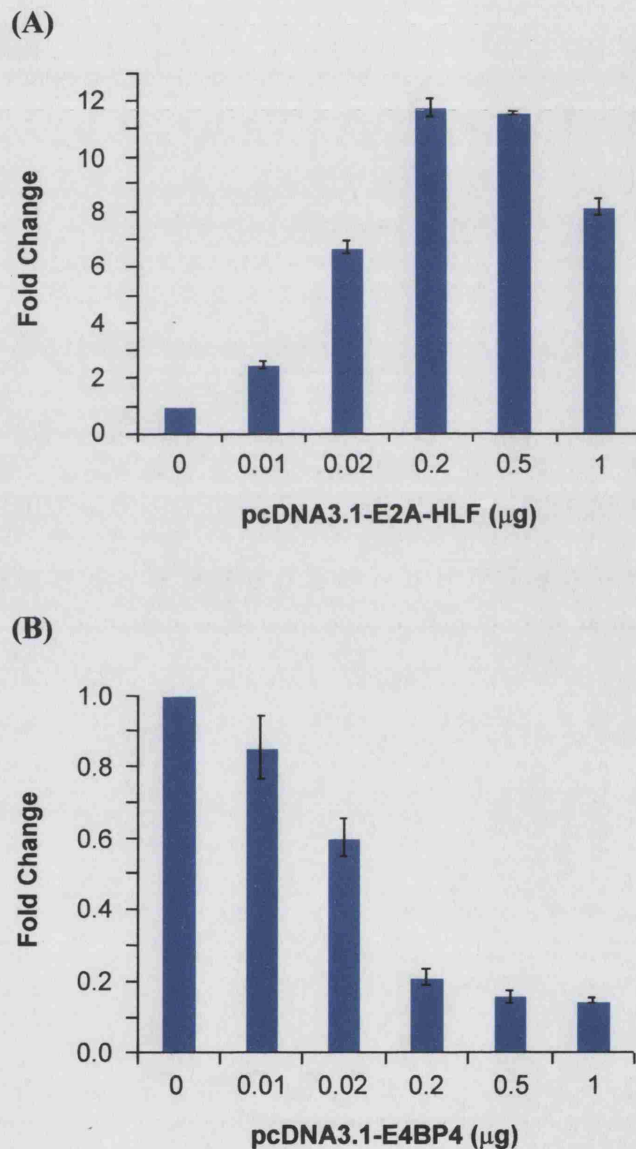 (A)
Fold Change
12
10
8
6
4
2
0
0 0.01 0.02 0.2 0.5 1
pcDNA3.1-E2A-HLF (μg)
(B)
Fold Change
1.0
0.8
0.6
0.4
0.2
0.0
0 0.01 0.02 0.2 0.5 1
pcDNA3.1-E4BP4 (μg)